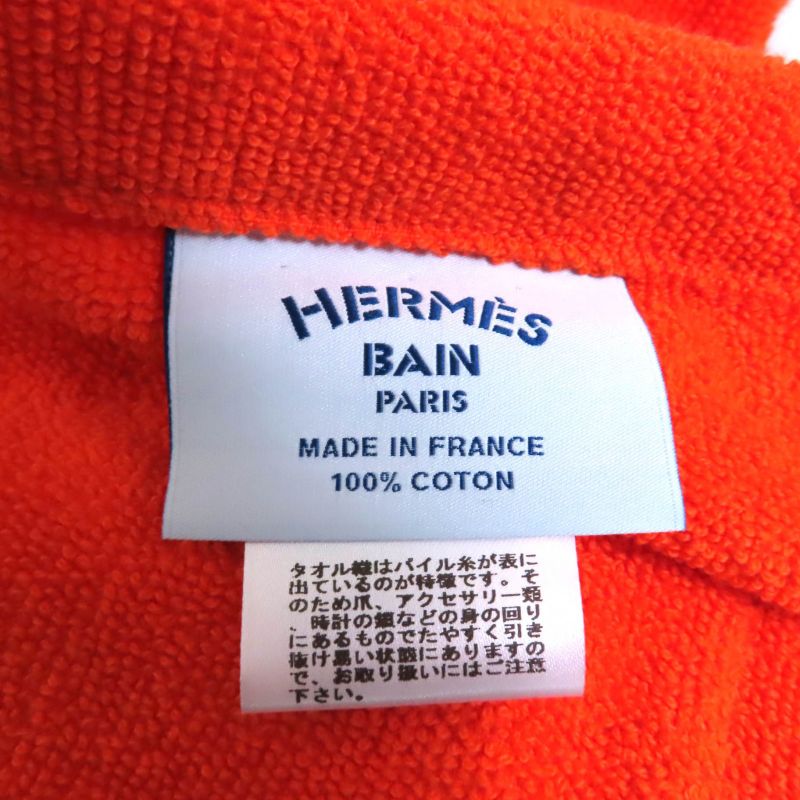 HERMÈS
BAIN
PARIS
MADE IN FRANCE
100% COTON
タオル織はパイル糸が表に
出ているのが特徴です。そ
のため爪、アクセサリー類
、時計の鎖などの身の回り
にあるものでたやすく引き
抜け易い状態にありますの
で、お取り扱いにはご注意
下さい。